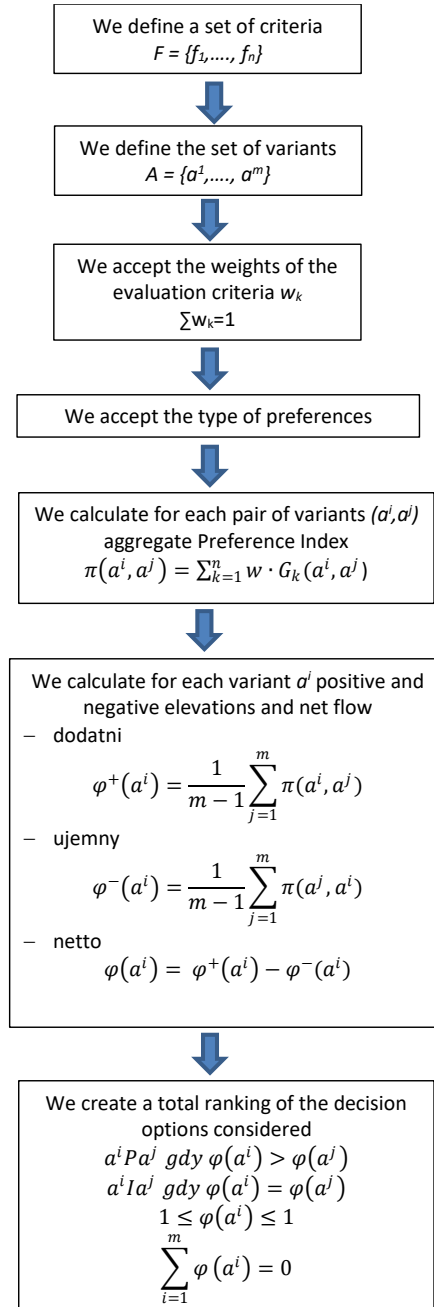 We define a set of criteria
F = {f₁,...., fₙ}
We define the set of variants
A = {a¹,...., aᵐ}
We accept the weights of the
evaluation criteria wₖ
∑wₖ=1
We accept the type of preferences
We calculate for each pair of variants (aⁱ,aʲ)
aggregate Preference Index
π(aⁱ, aʲ) = ∑ⁿₖ₌₁ w · Gₖ(aⁱ, aʲ)
We calculate for each variant aⁱ positive and
negative elevations and net flow
– dodatni
φ⁺(aⁱ) = 1/(m − 1) ∑ᵐⱼ₌₁ π(aⁱ, aʲ)
– ujemny
φ⁻(aⁱ) = 1/(m − 1) ∑ᵐⱼ₌₁ π(aʲ, aⁱ)
– netto
φ(aⁱ) = φ⁺(aⁱ) − φ⁻(aⁱ)
We create a total ranking of the decision
options considered
aⁱPaʲ gdy φ(aⁱ) > φ(aʲ)
aⁱIaʲ gdy φ(aⁱ) = φ(aʲ)
1 ≤ φ(aⁱ) ≤ 1
∑ᵐᵢ₌₁ φ (aⁱ) = 0